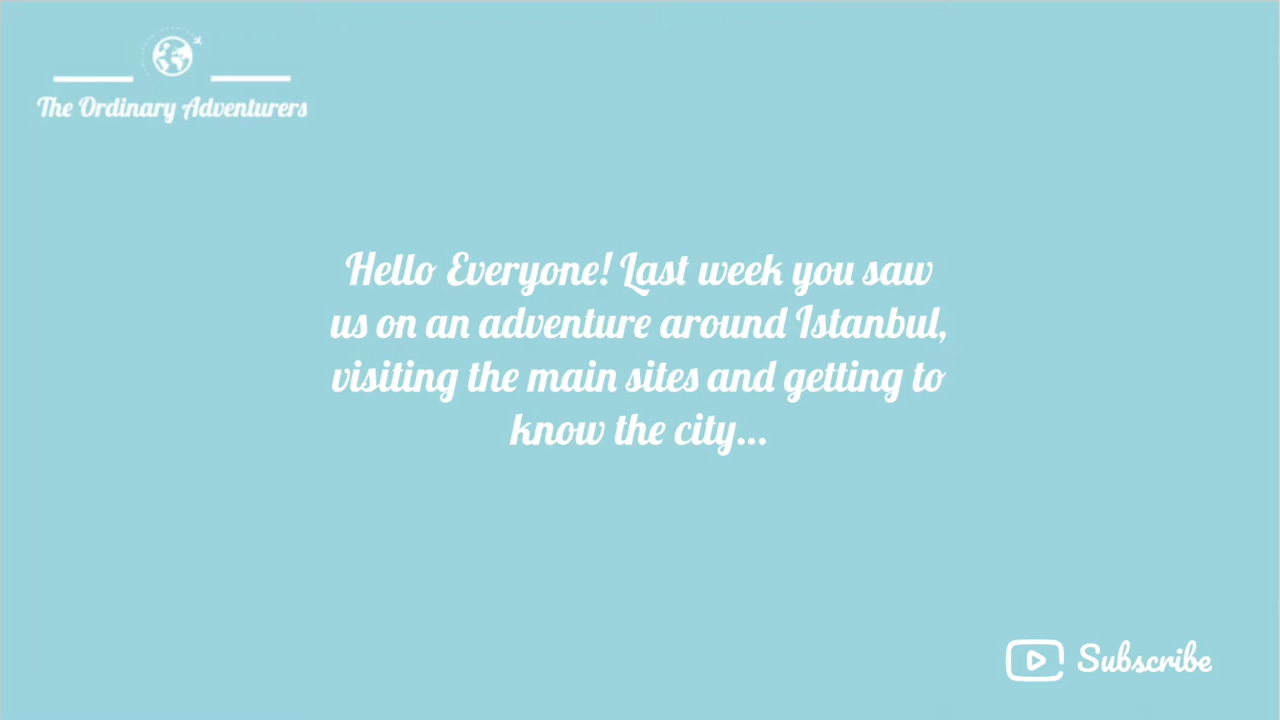 The Ordinary Adventurers
Hello Everyone! Last week you saw
us on an adventure around Istanbul,
visiting the main sites and getting to
know the city...
Subscribe